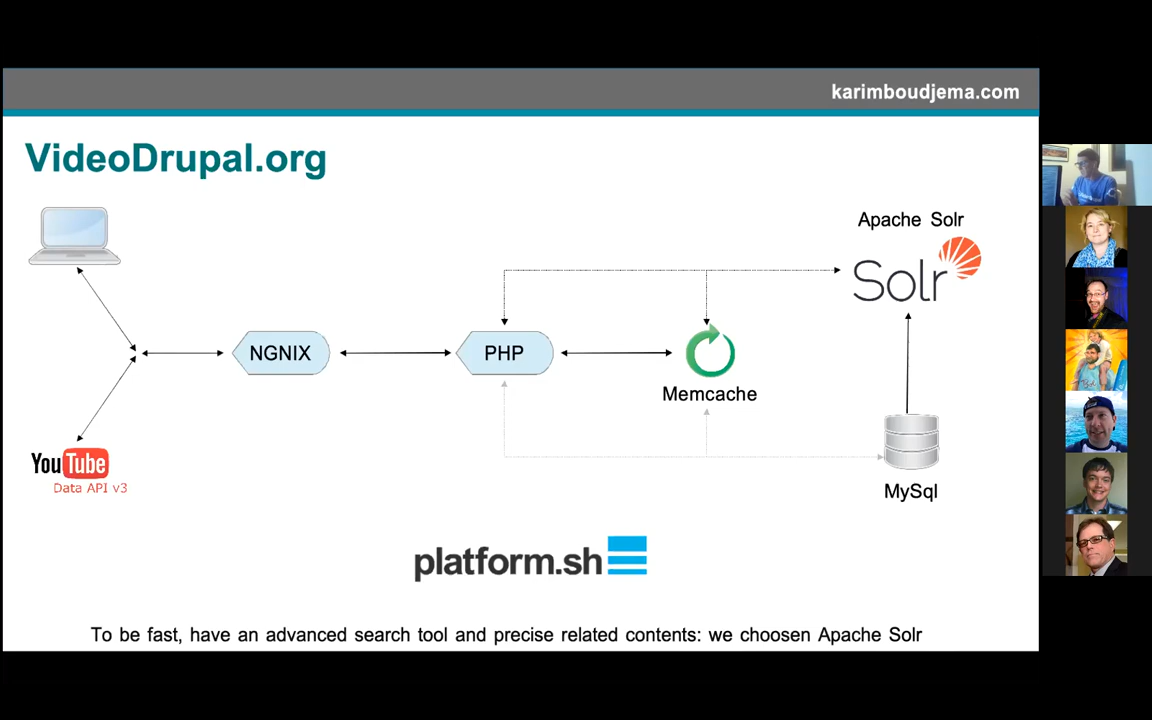 karimboudjema.com
VideoDrupal.org
Apache Solr
Solr
NGNIX
PHP
Memcache
YouTube
Data API v3
MySql
platform.sh
To be fast, have an advanced search tool and precise related contents: we choosen Apache Solr